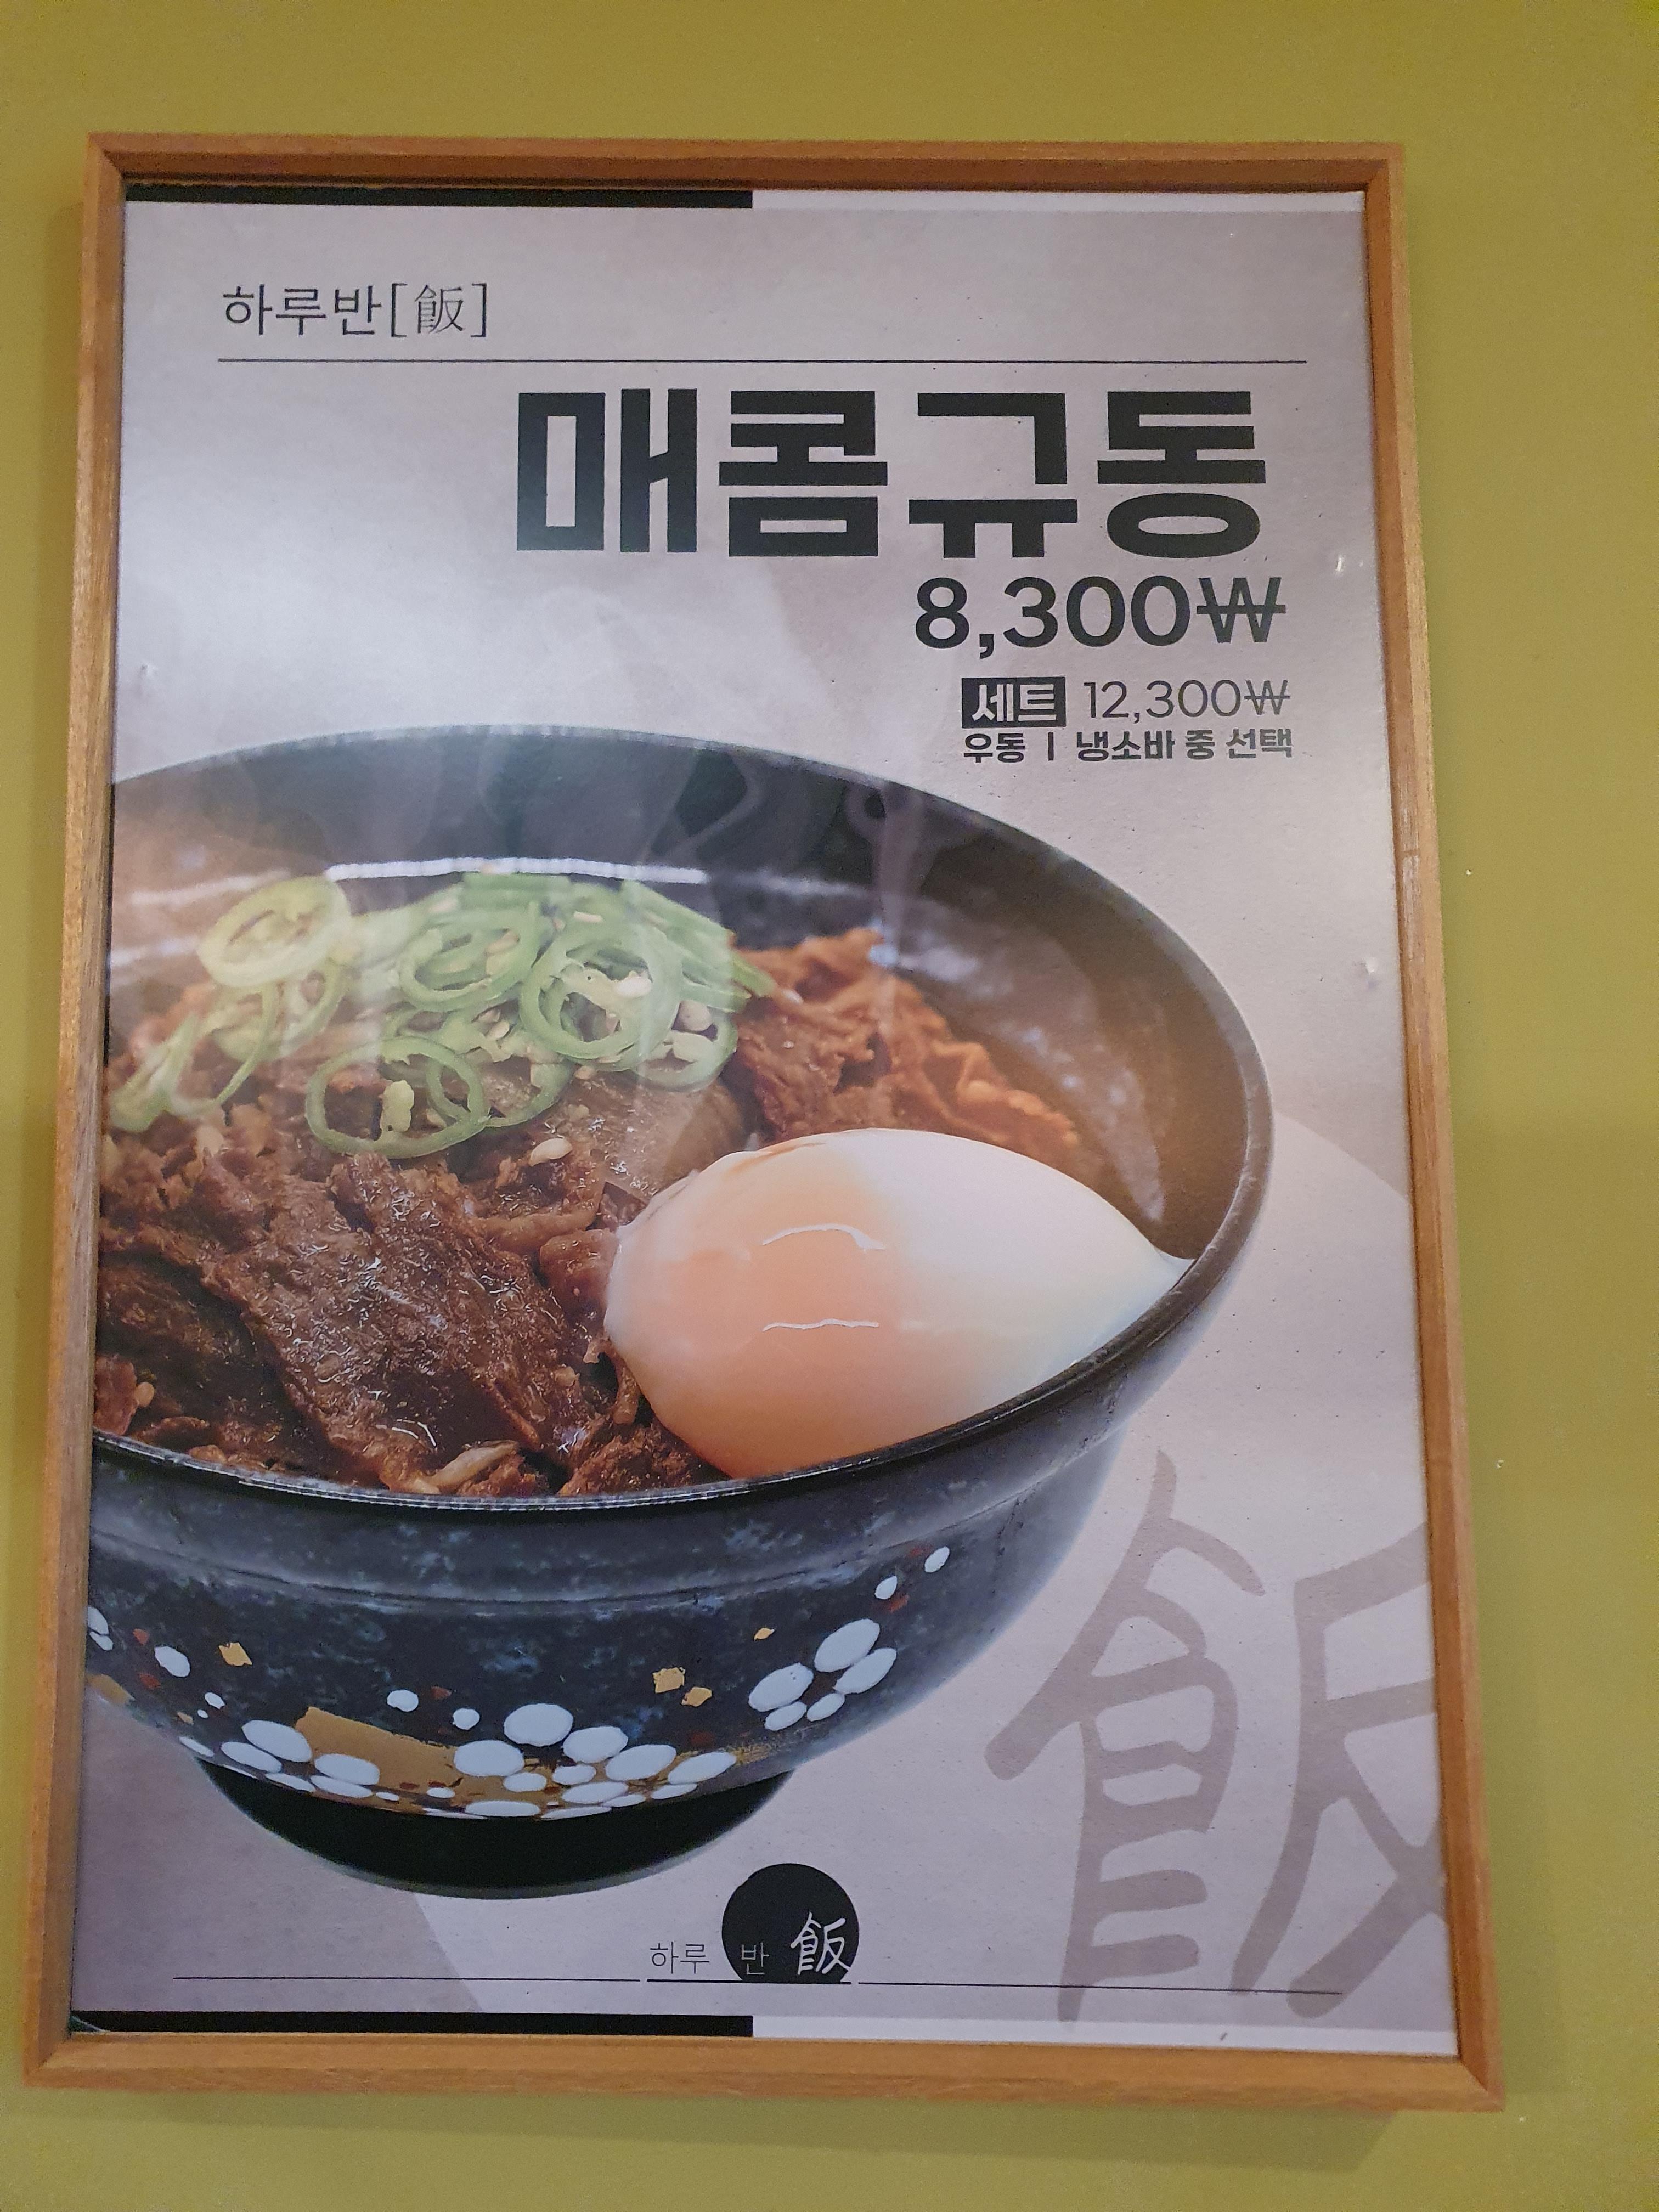 하루반[飯]
매콤규동
8,300₩
세트 12,300₩
우동 | 냉소바 중 선택
飯
하루 반 飯